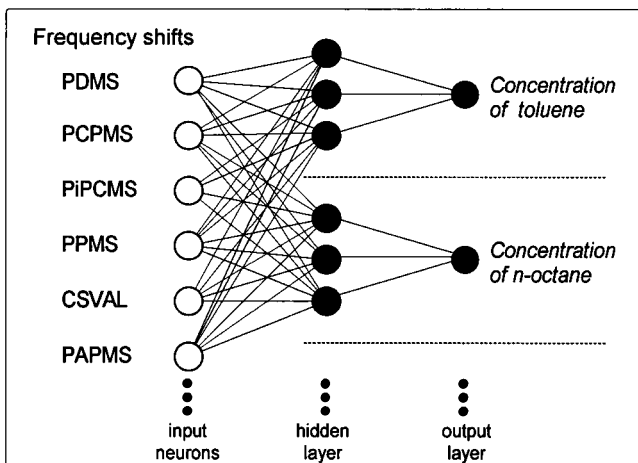 Frequency shifts
PDMS
PCPMS
PiPCMS
PPMS
CSVAL
PAPMS
Concentration
of toluene
Concentration
of n-octane
input
neurons
hidden
layer
output
layer